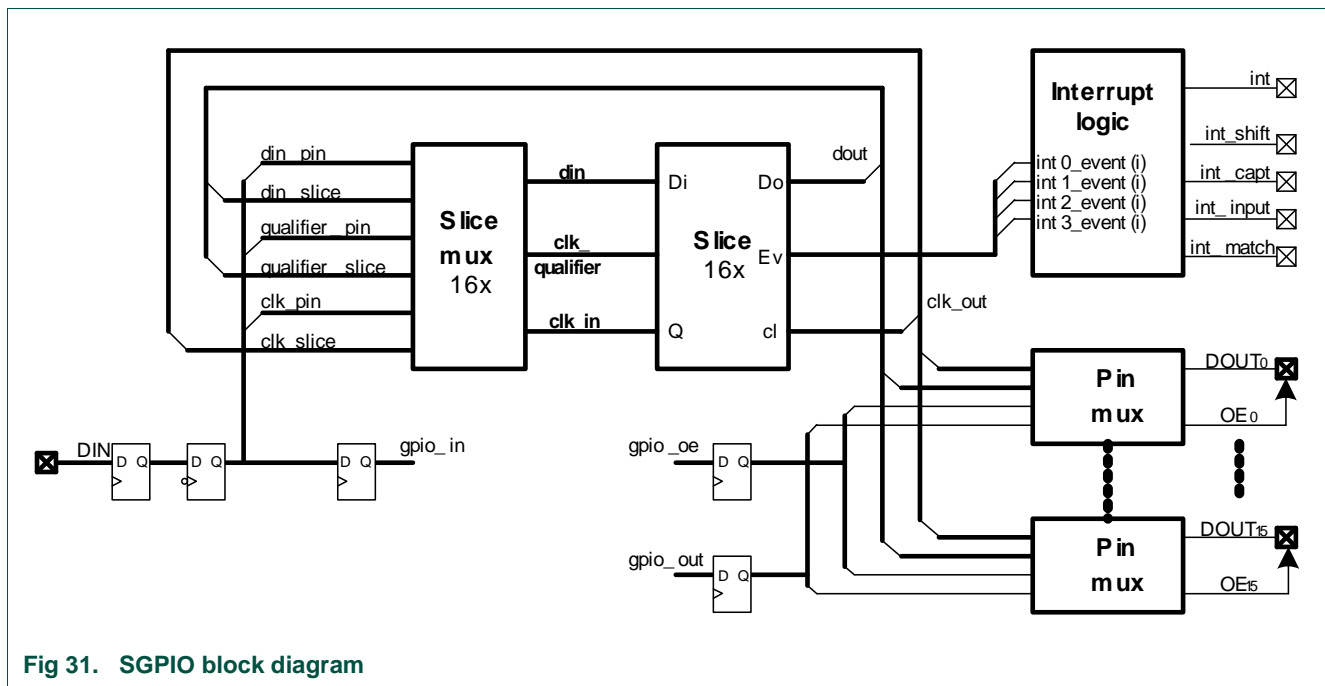 din_pin
din_slice
qualifier_pin
qualifier_slice
clk_pin
clk_slice
Slice
mux
16x
din
clk_
qualifier
clk_in
Di
Do
Slice
16x
Ev
Q
cl
dout
clk_out
Interrupt
logic
int 0_event (i)
int 1_event (i)
int 2_event (i)
int 3_event (i)
int
int_shift
int_capt
int_input
int_match
Pin
mux
DOUT0
OE0
DIN
D Q
D Q
D Q
gpio_in
gpio_oe
D Q
gpio_out
D Q
Pin
mux
DOUT15
OE15
Fig 31. SGPIO block diagram